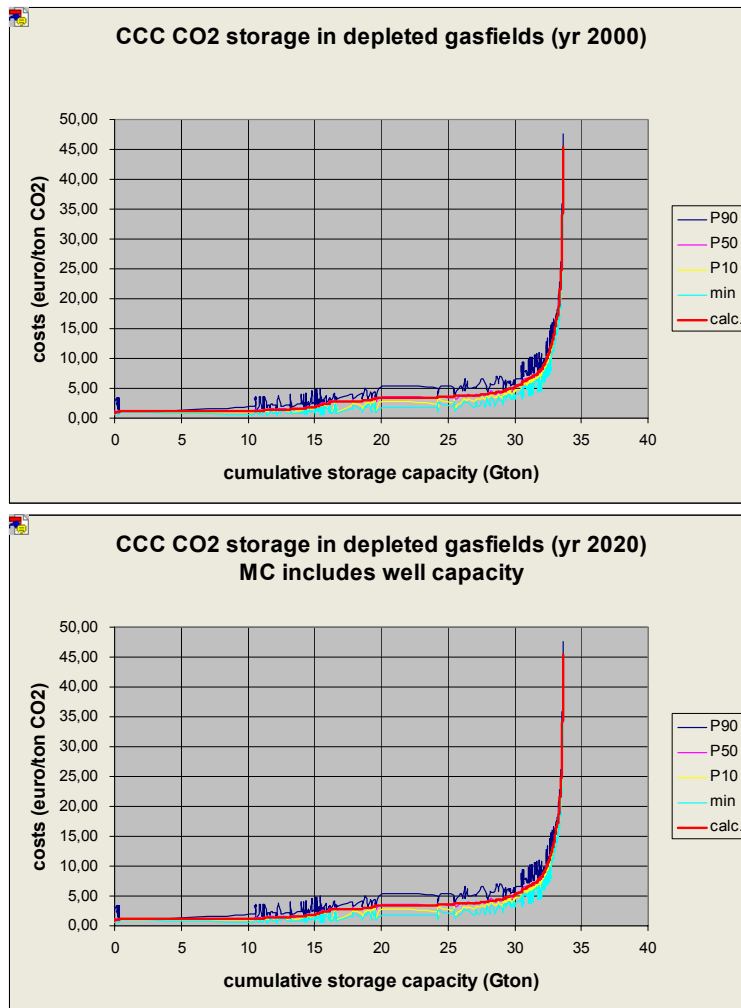 CCC CO2 storage in depleted gasfields (yr 2000)
50,00
45,00
40,00
35,00
30,00
25,00
20,00
15,00
10,00
5,00
0,00
costs (euro/ton CO2)
0 5 10 15 20 25 30 35 40
cumulative storage capacity (Gton)
P90
P50
P10
min
calc.
CCC CO2 storage in depleted gasfields (yr 2020)
MC includes well capacity
50,00
45,00
40,00
35,00
30,00
25,00
20,00
15,00
10,00
5,00
0,00
costs (euro/ton CO2)
0 5 10 15 20 25 30 35 40
cumulative storage capacity (Gton)
P90
P50
P10
min
calc.